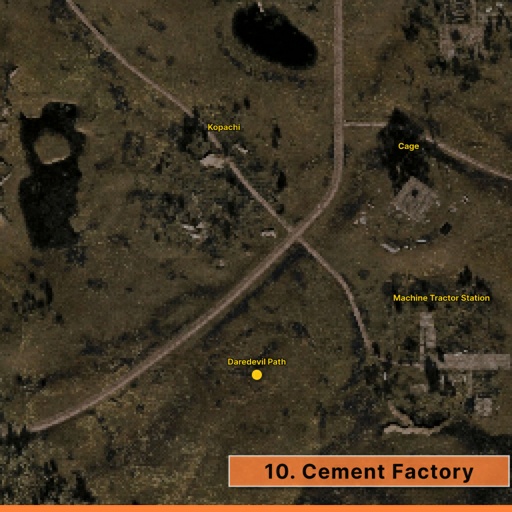 Kopachi
Cage
Machine Tractor Station
Daredevil Path
10. Cement Factory